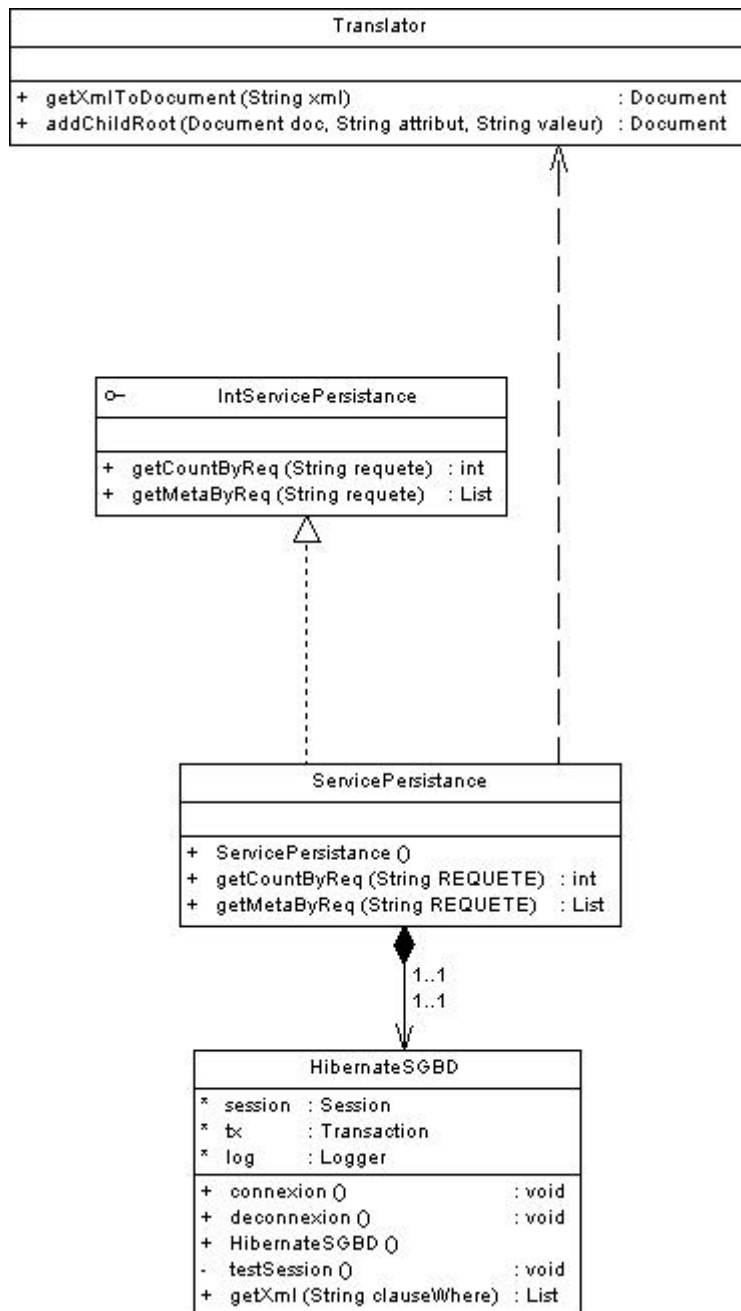 Translator
+ getXmlToDocument (String xml) : Document
+ addChildRoot (Document doc, String attribut, String valeur) : Document
IntServicePersistance
+ getCountByReq (String requete) : int
+ getMetaByReq (String requete) : List
ServicePersistance
+ ServicePersistance ()
+ getCountByReq (String REQUETE) : int
+ getMetaByReq (String REQUETE) : List
1..1
1..1
HibernateSGBD
* session : Session
* tx : Transaction
* log : Logger
+ connexion () : void
+ deconnexion () : void
+ HibernateSGBD ()
- testSession () : void
+ getXml (String clauseWhere) : List